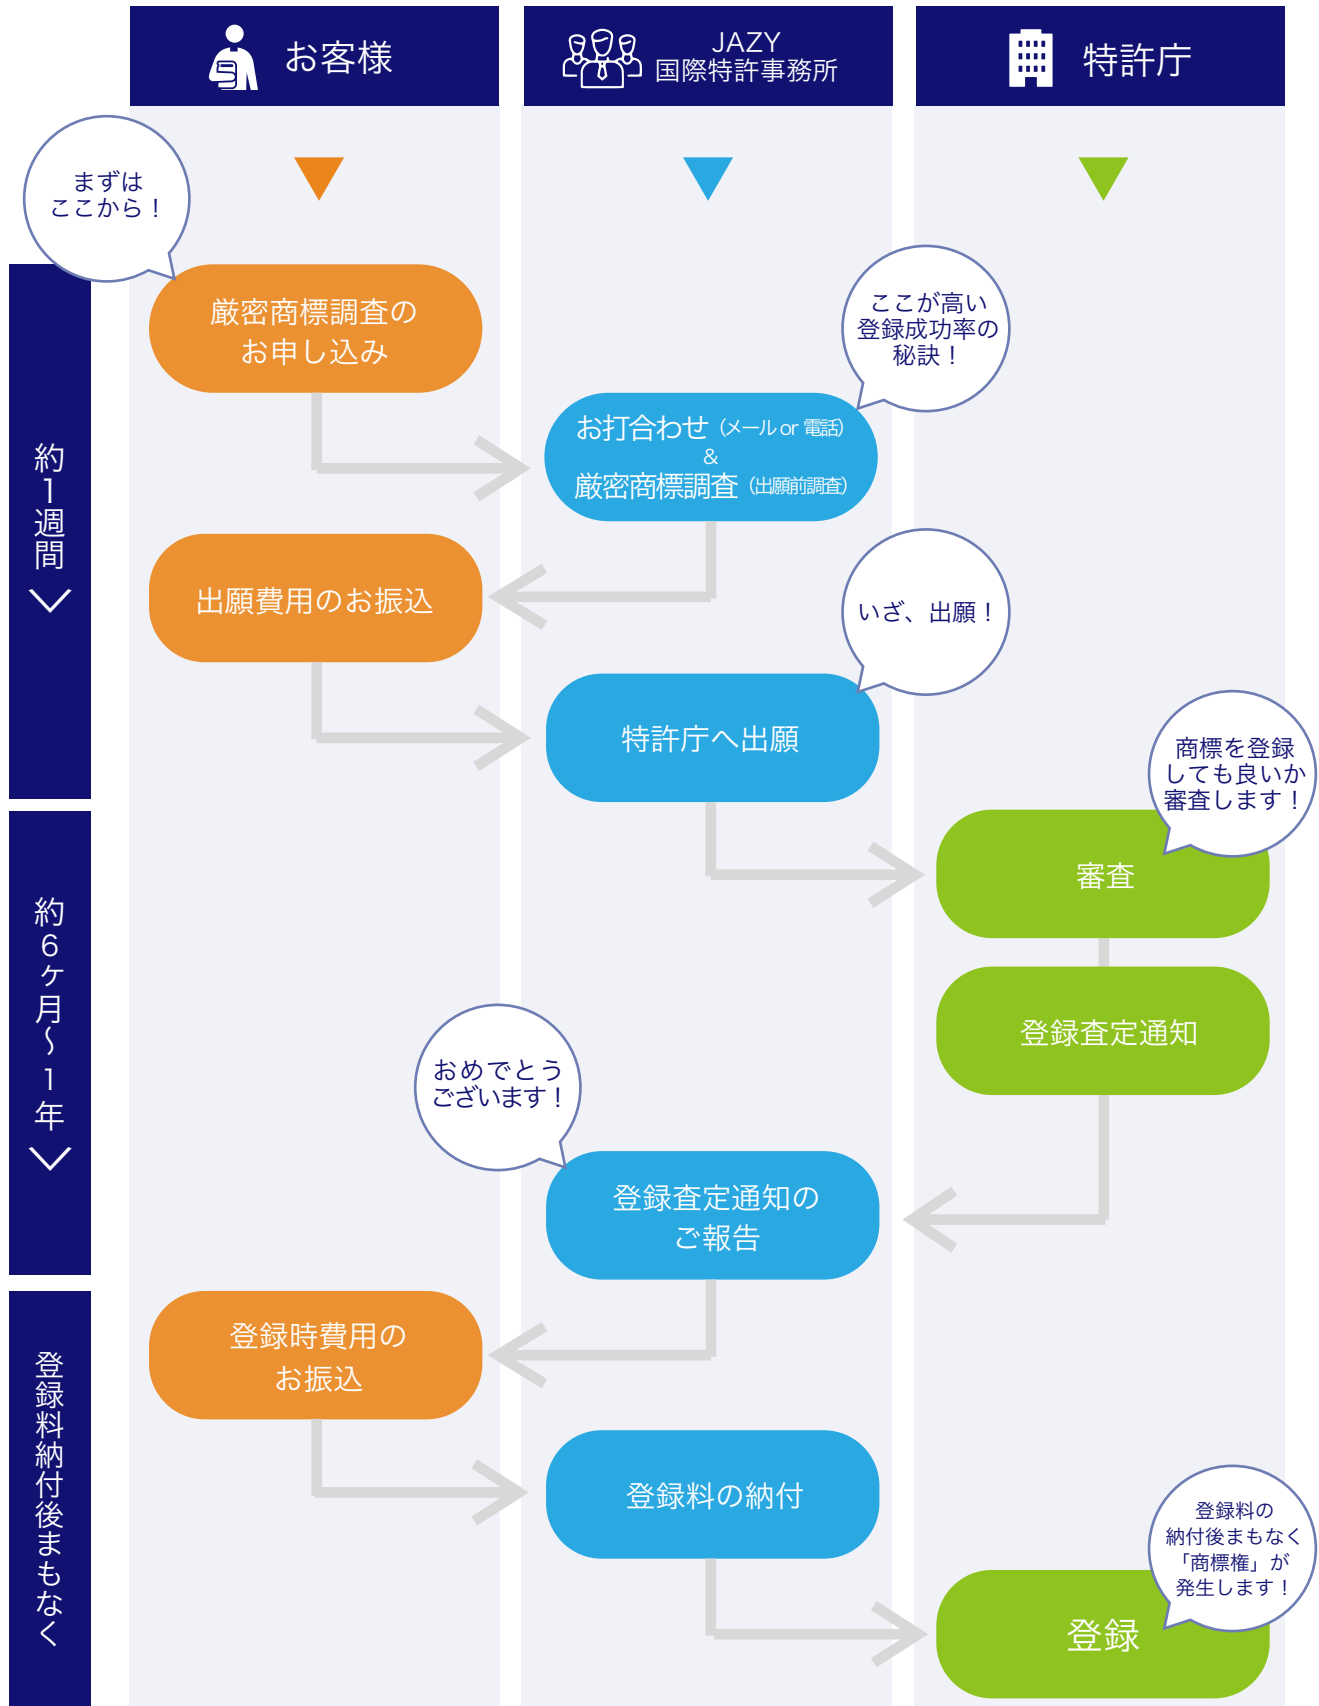 お客様
JAZY
国際特許事務所
特許庁
まずは
ここから！
厳密商標調査の
お申し込み
ここが高い
登録成功率の
秘訣！
お打合わせ（メール or 電話）
&
厳密商標調査（出願前調査）
約1週間
出願費用のお振込
いざ、出願！
特許庁へ出願
商標を登録
しても良いか
審査します！
審査
約6ヶ月～1年
登録査定通知
おめでとう
ございます！
登録査定通知の
ご報告
登録時費用の
お振込
登録料納付後まもなく
登録料の納付
登録料の
納付後まもなく
「商標権」が
発生します！
登録